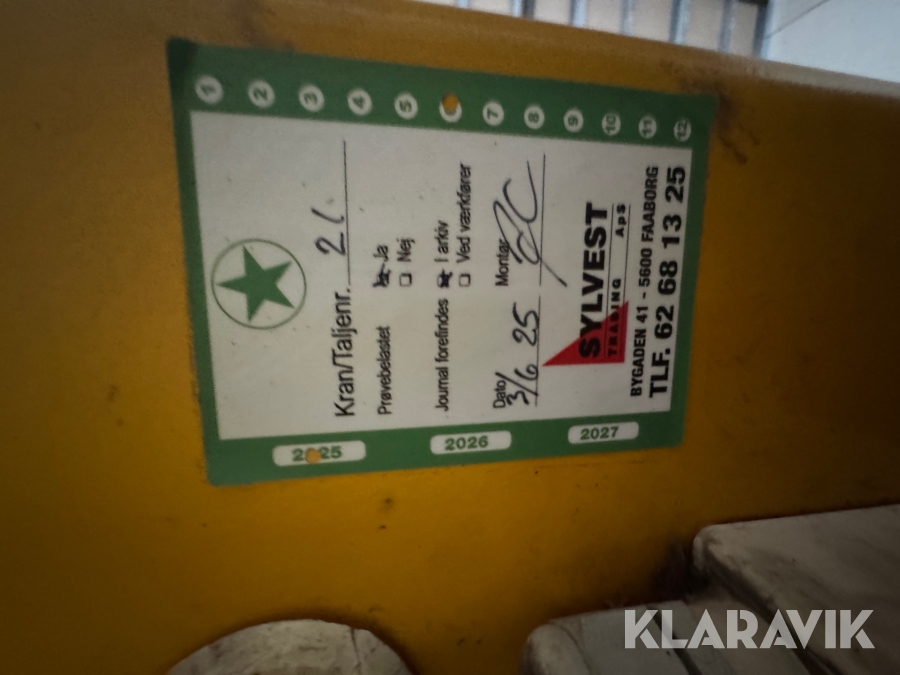 1 2 3 4 5 6 7 8 9 10 11 12
Kran/Taljenr. 21
Prøvebelastet Ja
Nej
Journal forefindes I arkiv
Ved værkfører
Dato Montør
3/6 25
SYLVEST
TRADING ApS
BYGADEN 41 - 5600 FAABORG
TLF. 62 68 13 25
2025 2026 2027
KLARAVIK